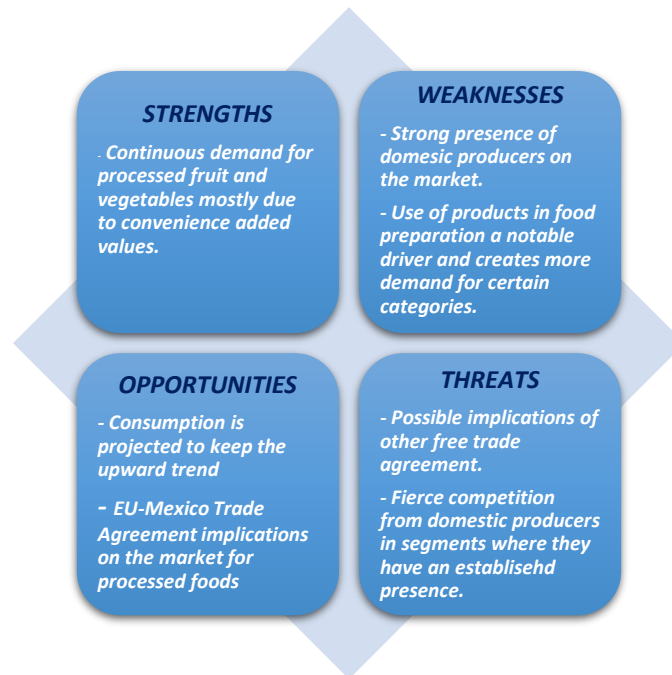 STRENGTHS
- Continuous demand for
processed fruit and
vegetables mostly due
to convenience added
values.
WEAKNESSES
- Strong presence of
domesic producers on
the market.
- Use of products in food
preparation a notable
driver and creates more
demand for certain
categories.
OPPORTUNITIES
- Consumption is
projected to keep the
upward trend
- EU-Mexico Trade
Agreement implications
on the market for
processed foods
THREATS
- Possible implications of
other free trade
agreement.
- Fierce competition
from domestic producers
in segments where they
have an establisehd
presence.